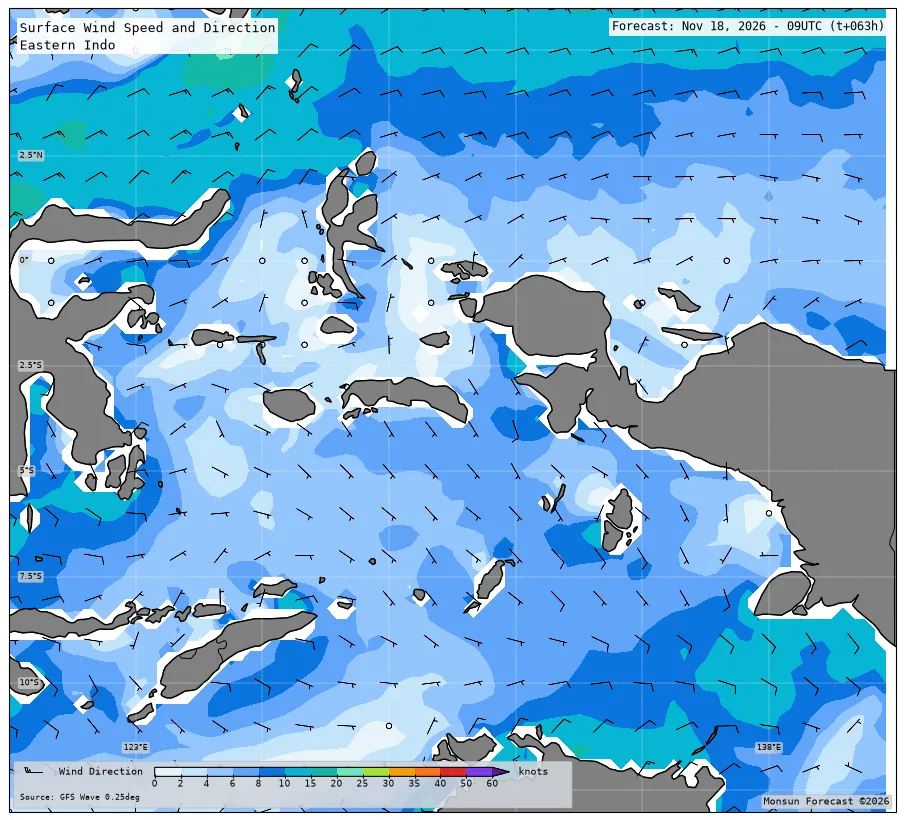 Surface Wind Speed and Direction
Eastern Indo
Forecast: Nov 18, 2026 - 09UTC (t+063h)
2.5°N
0°
2.5°S
5°S
7.5°S
10°S
123°E
138°E
Wind Direction
knots
0 2 4 6 8 10 15 20 25 30 35 40 50 60
Source: GFS Wave 0.25deg
Monsun Forecast ©2026